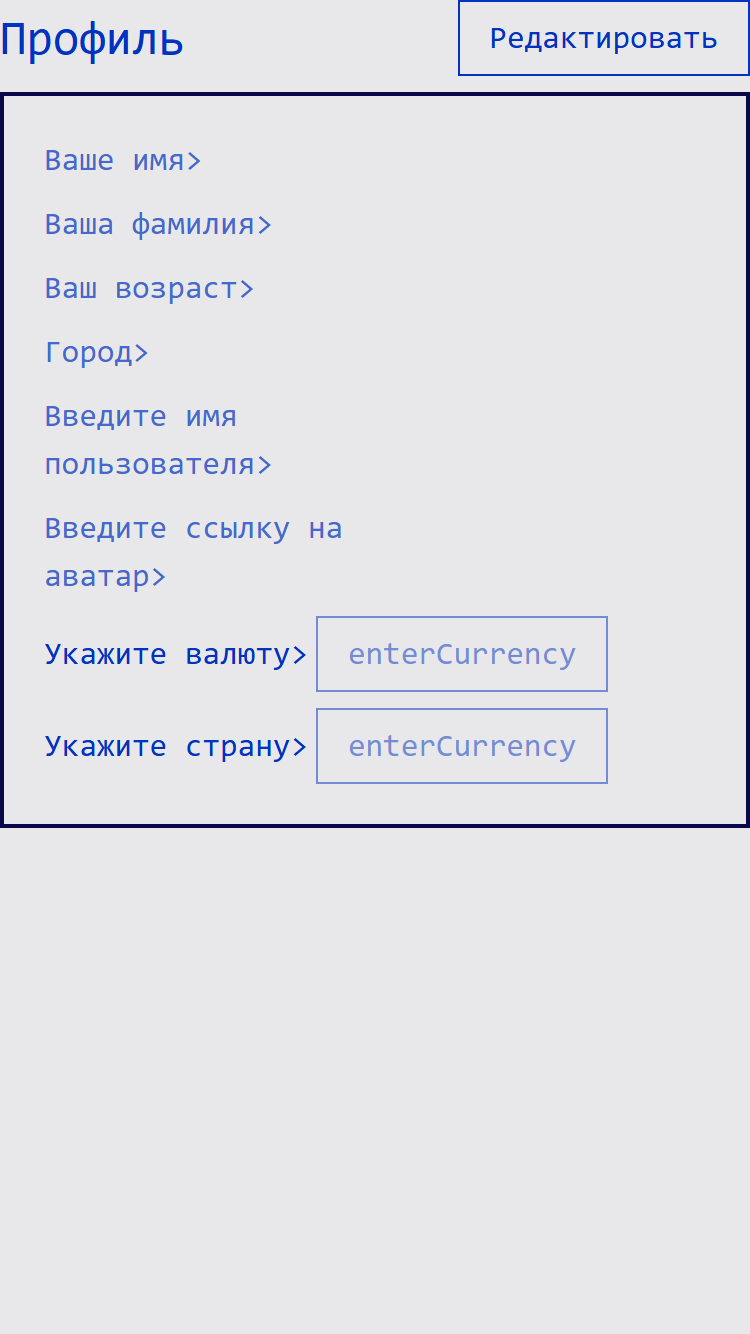 Профиль
Редактировать
Ваше имя>
Ваша фамилия>
Ваш возраст>
Город>
Введите имя
пользователя>
Введите ссылку на
аватар>
Укажите валюту> enterCurrency
Укажите страну> enterCurrency